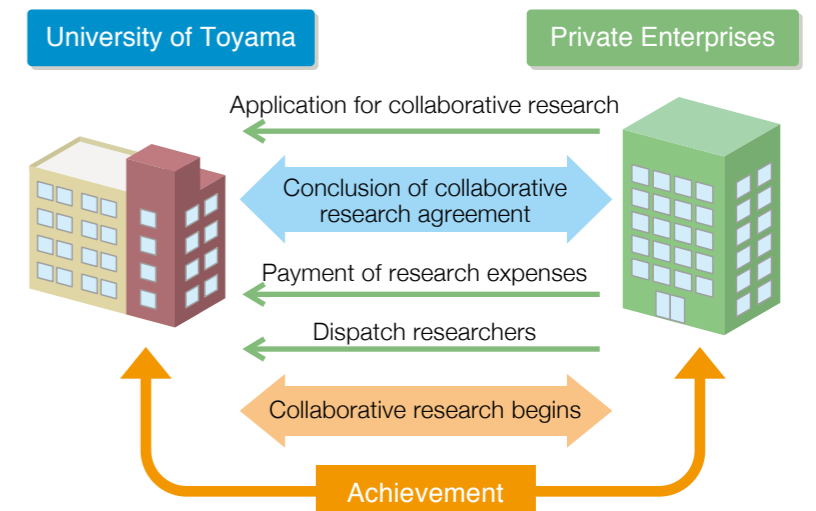 University of Toyama
Private Enterprises
Application for collaborative research
Conclusion of collaborative
research agreement
Payment of research expenses
Dispatch researchers
Collaborative research begins
Achievement